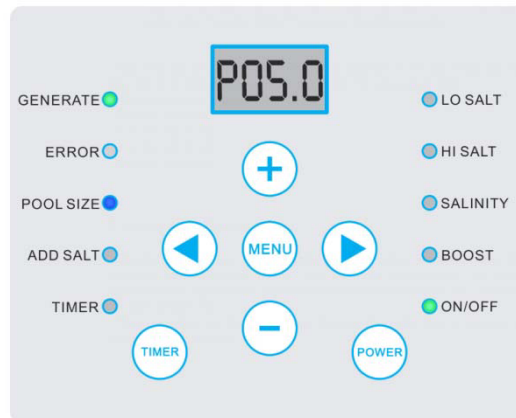 P05.0
GENERATE
LO SALT
ERROR
HI SALT
POOL SIZE
SALINITY
ADD SALT
MENU
BOOST
TIMER
ON/OFF
TIMER
POWER